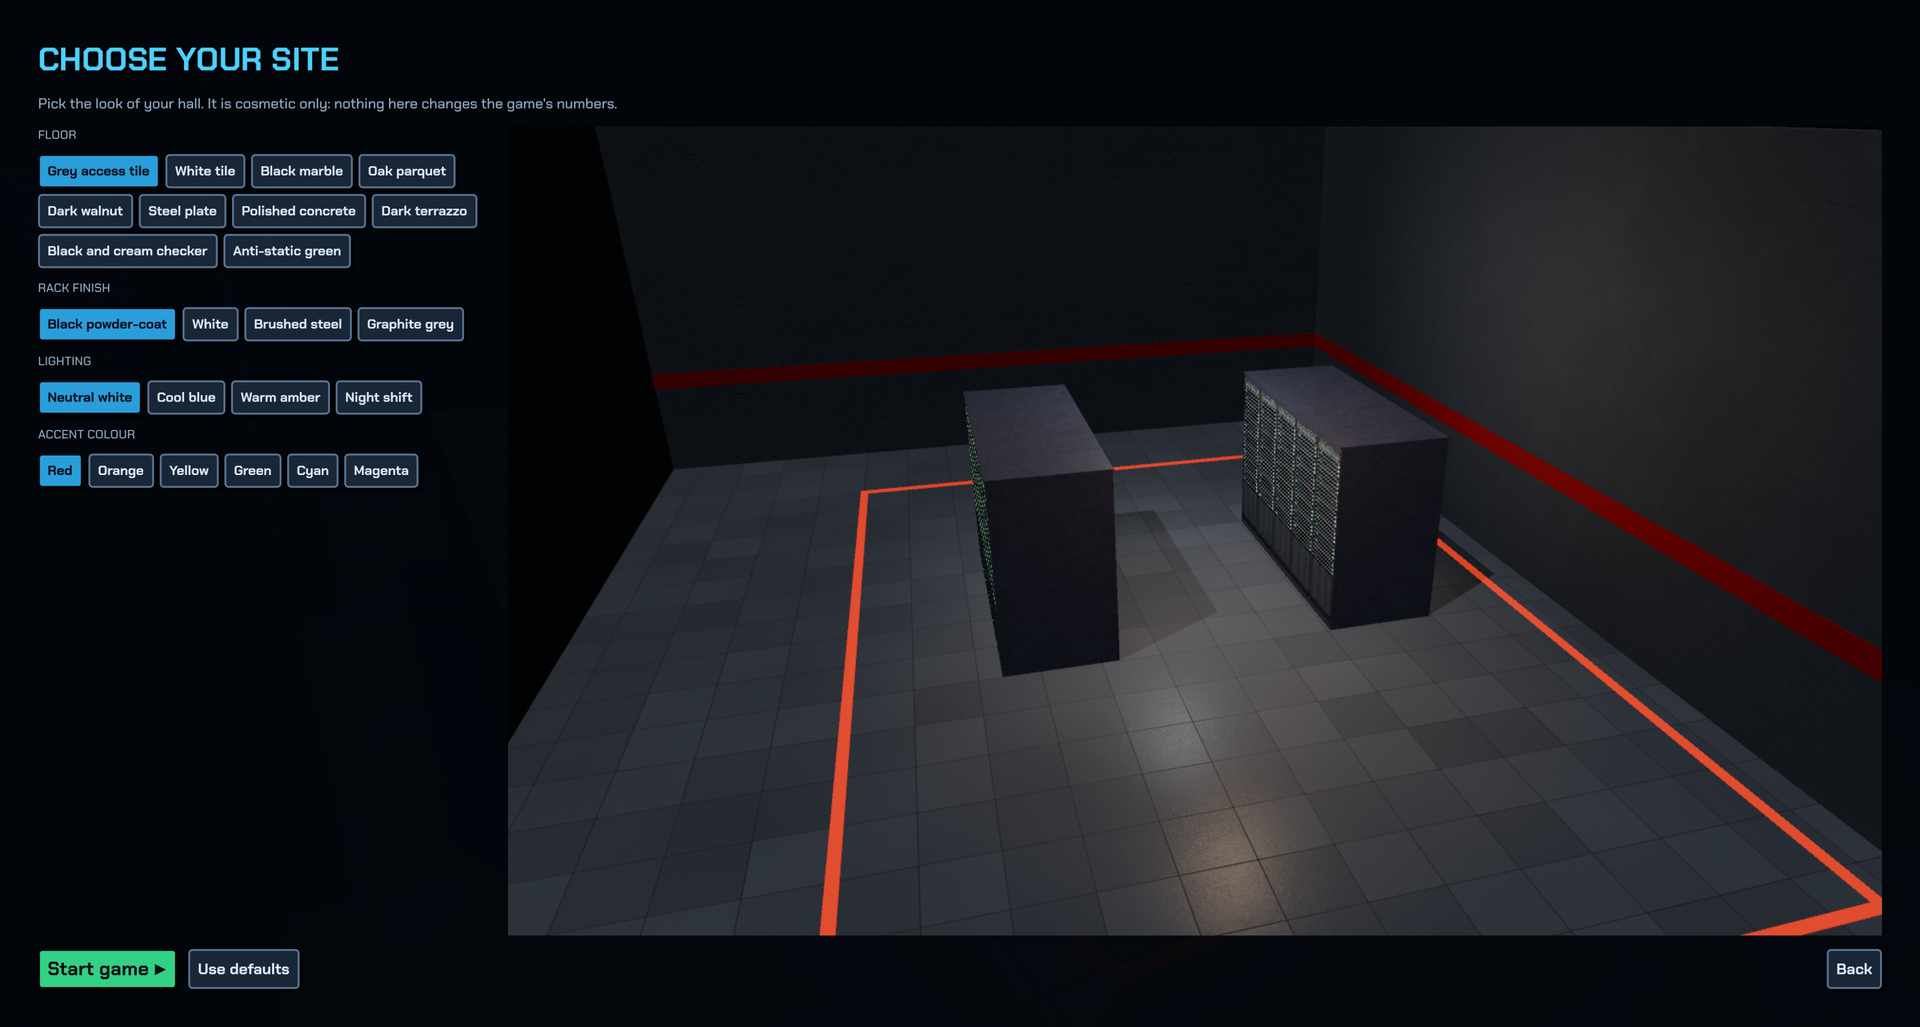 CHOOSE YOUR SITE
Pick the look of your hall. It is cosmetic only: nothing here changes the game's numbers.
FLOOR
Grey access tile White tile Black marble Oak parquet
Dark walnut Steel plate Polished concrete Dark terrazzo
Black and cream checker Anti-static green
RACK FINISH
Black powder-coat White Brushed steel Graphite grey
LIGHTING
Neutral white Cool blue Warm amber Night shift
ACCENT COLOUR
Red Orange Yellow Green Cyan Magenta
Start game ▶ Use defaults Back